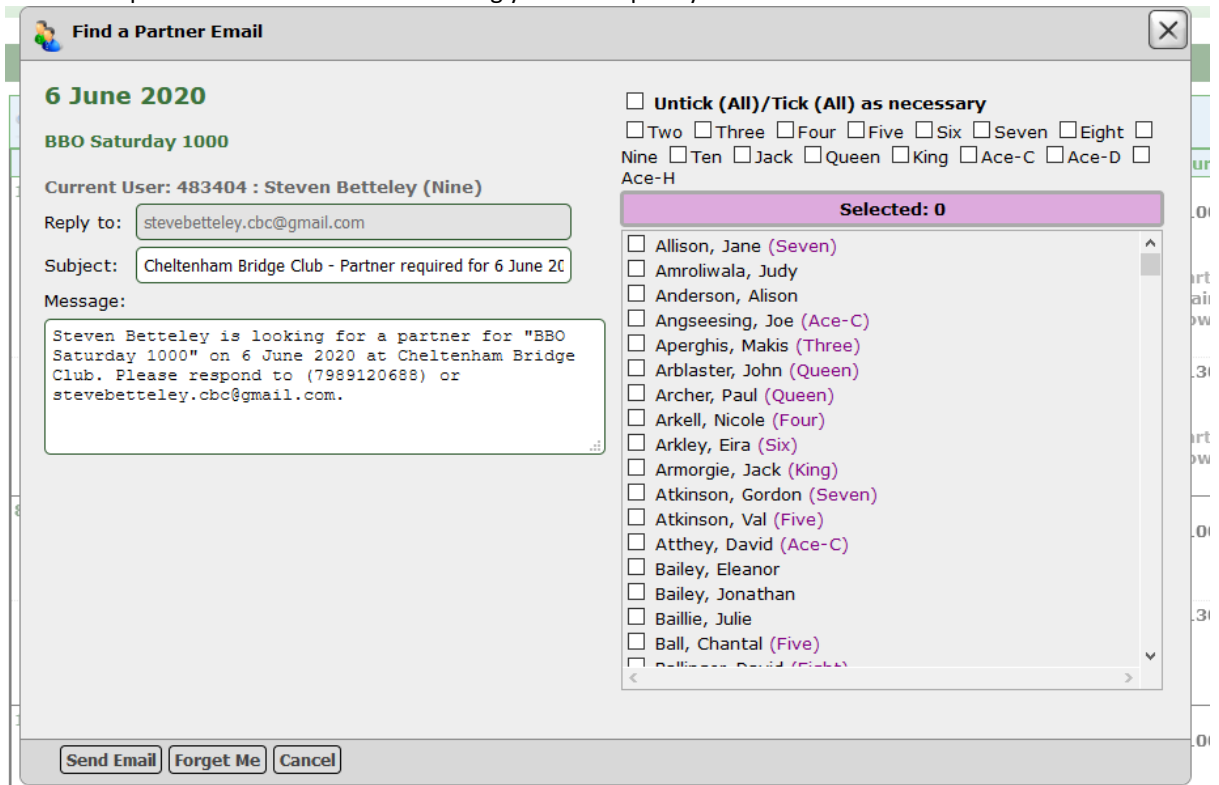 Find a Partner Email
6 June 2020
BBO Saturday 1000
Current User: 483404 : Steven Betteley (Nine)
Reply to: stevebetteley.cbc@gmail.com
Subject: Cheltenham Bridge Club - Partner required for 6 June 20
Message:
Steven Betteley is looking for a partner for "BBO
Saturday 1000" on 6 June 2020 at Cheltenham Bridge
Club. Please respond to (7989120688) or
stevebetteley.cbc@gmail.com.
Untick (All)/Tick (All) as necessary
Two Three Four Five Six Seven Eight
Nine Ten Jack Queen King Ace-C Ace-D
Ace-H
Selected: 0
Allison, Jane (Seven)
Amroliwala, Judy
Anderson, Alison
Angseesing, Joe (Ace-C)
Aperghis, Makis (Three)
Arblaster, John (Queen)
Archer, Paul (Queen)
Arkell, Nicole (Four)
Arkley, Eira (Six)
Armorgie, Jack (King)
Atkinson, Gordon (Seven)
Atkinson, Val (Five)
Atthey, David (Ace-C)
Bailey, Eleanor
Bailey, Jonathan
Baillie, Julie
Ball, Chantal (Five)
Send Email Forget Me Cancel